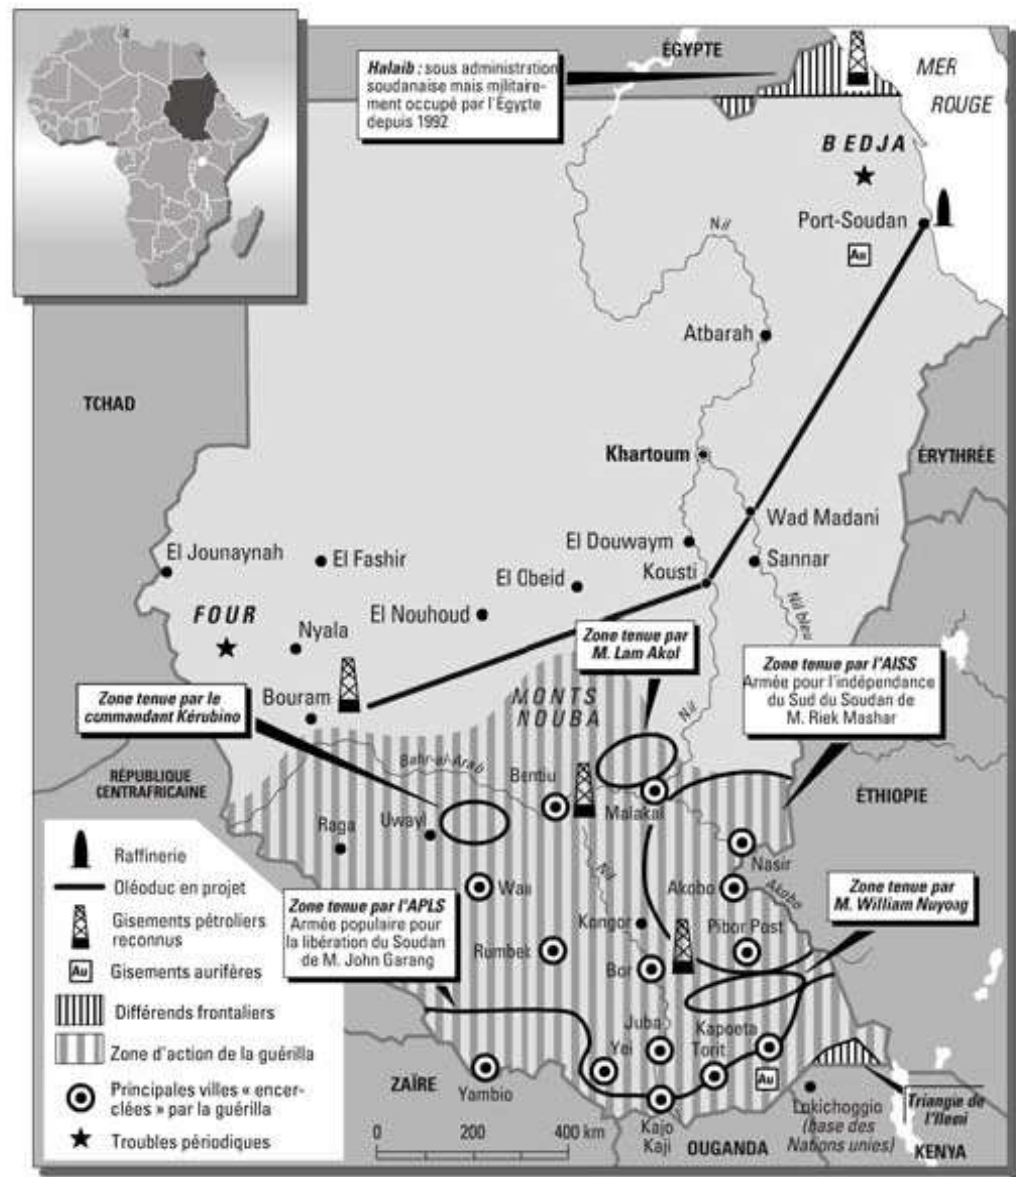 ÉGYPTE
Halaib : sous administration
soudanaise mais militaire-
ment occupé par l'Égypte
depuis 1992
MER
ROUGE
BEDJA
Port-Soudan
Au
Nil
Atbarah
TCHAD
Khartoum
ÉRYTHRÉE
Wad Madani
El Jounaynah
El Fashir
El Douwaym
Sannar
El Obeid
Kousti
FOUR
El Nouhoud
Nil bleu
Nyala
Zone tenue par
M. Lam Akol
Zone tenue par l'AISS
Armée pour l'indépendance
du Sud du Soudan de
M. Riek Mashar
Zone tenue par le
commandant Kérubino
Bouram
MONTS
NOUBA
Nil
Bahr-al-Arab
RÉPUBLIQUE
CENTRAFRICAINE
Bentiu
ÉTHIOPIE
Malakal
Raga
Uwayl
Nasir
Raffinerie
Oléoduc en projet
Gisements pétroliers
reconnus
Au
Gisements aurifères
Différends frontaliers
Zone d'action de la guérilla
Principales villes « encer-
clées » par la guérilla
Troubles périodiques
Wau
Nil
Akobo
Akobo
Zone tenue par
M. William Nuyoag
Zone tenue par l'APLS
Armée populaire pour
la libération du Soudan
de M. John Garang
Kongor
Pibor Post
Rumbek
Bor
Juba
Kapoeta
Yei
Torit
Au
ZAÏRE
Yambio
Lokichoggio
(base des
Nations unies)
Triangle de
l'Ilemi
Kajo
Kaji
OUGANDA
KENYA
0 200 400 km